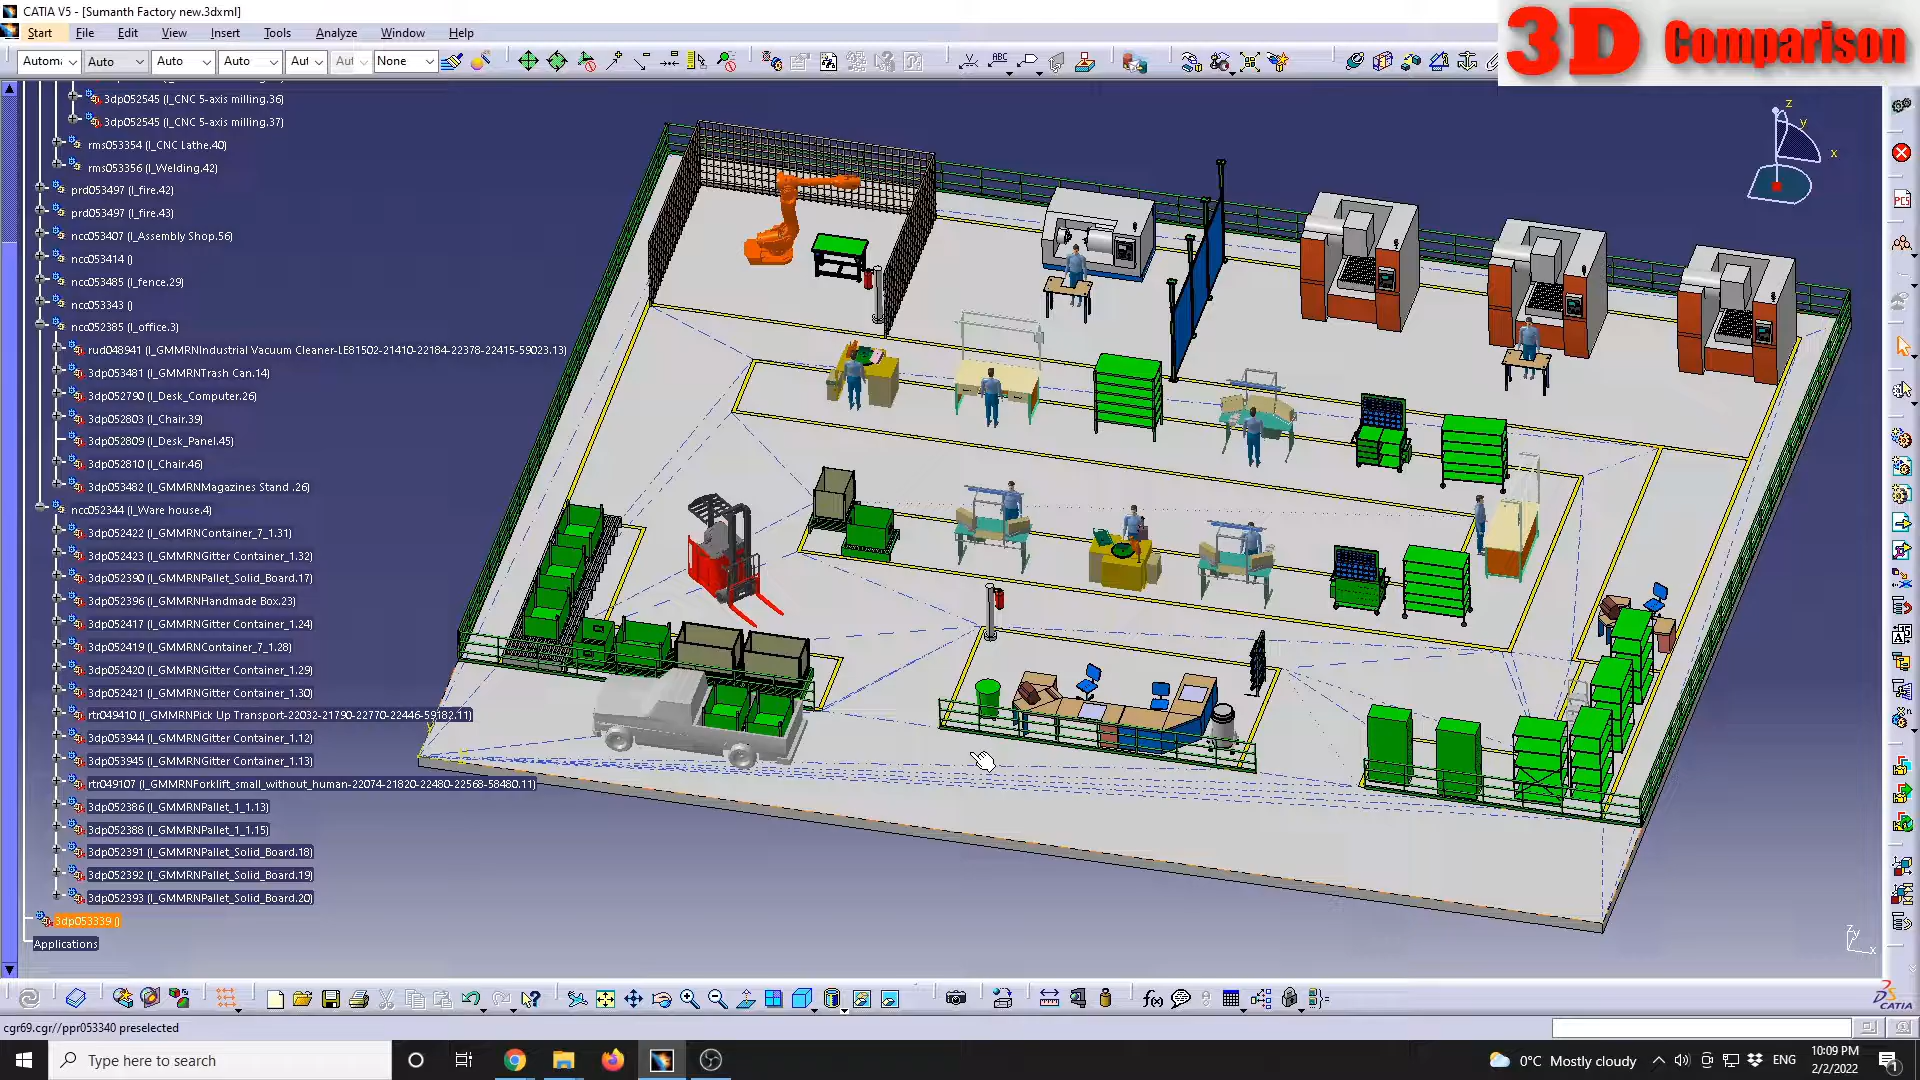 CATIA V5 - [Sumanth Factory new.3dxml]
3D Comparison
Start File Edit View Insert Tools Analyze Window Help
Autom Auto Auto Auto Aut Aut None
ABC
3dp052545 (I_CNC 5-axis milling.36)
3dp052545 (I_CNC 5-axis milling.37)
rms053354 (I_CNC Lathe.40)
rms053356 (I_Welding.42)
prd053497 (I_fire.42)
prd053497 (I_fire.43)
ncc053407 (I_Assembly Shop.56)
ncc053414 ()
ncc053485 (I_fence.29)
ncc053343 ()
ncc052385 (I_office.3)
rud048941 (I_GMMRNIndustrial Vacuum Cleaner-LE81502-21410-22184-22378-22415-59023.13)
3dp053481 (I_GMMRNTrash Can.14)
3dp052790 (I_Desk_Computer.26)
3dp052803 (I_Chair.39)
3dp052809 (I_Desk_Panel.45)
3dp052810 (I_Chair.46)
3dp053482 (I_GMMRNMagazines Stand .26)
ncc052344 (I_Ware house.4)
3dp052422 (I_GMMRNContainer_7_1.31)
3dp052423 (I_GMMRNGitter Container_1.32)
3dp052390 (I_GMMRNPallet_Solid_Board.17)
3dp052396 (I_GMMRNHandmade Box.23)
3dp052417 (I_GMMRNGitter Container_1.24)
3dp052419 (I_GMMRNContainer_7_1.28)
3dp052420 (I_GMMRNGitter Container_1.29)
3dp052421 (I_GMMRNGitter Container_1.30)
rtr049410 (I_GMMRNPick Up Transport-22032-21790-22770-22446-59182.11)
3dp053944 (I_GMMRNGitter Container_1.12)
3dp053945 (I_GMMRNGitter Container_1.13)
rtr049107 (I_GMMRNForklift_small_without_human-22074-21820-22480-22568-58480.11)
3dp052386 (I_GMMRNPallet_1_1.13)
3dp052388 (I_GMMRNPallet_1_1.15)
3dp052391 (I_GMMRNPallet_Solid_Board.18)
3dp052392 (I_GMMRNPallet_Solid_Board.19)
3dp052393 (I_GMMRNPallet_Solid_Board.20)
3dp053339 ()
Applications
z
y
x
PCS
f(x)
CATIA
cgr69.cgr//ppr053340 preselected
Type here to search
0°C Mostly cloudy
ENG
10:09 PM
2/2/2022
1